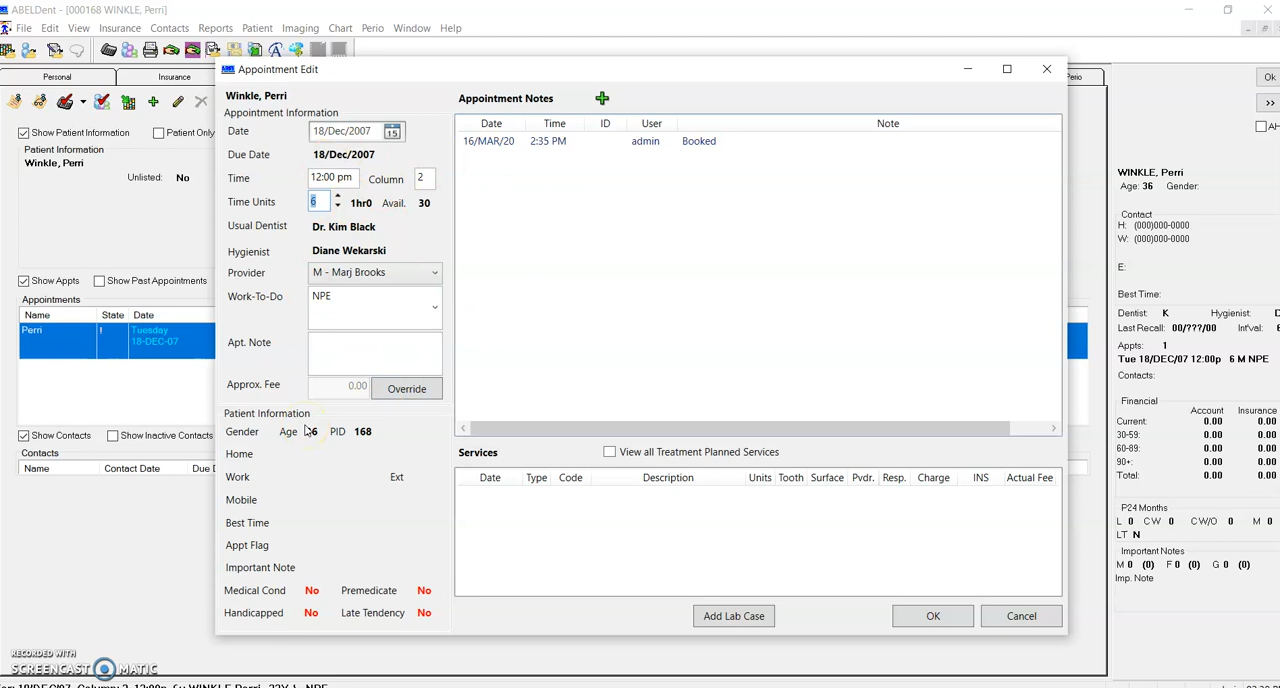 ABELDent - [000168 WINKLE, Perri]
File Edit View Insurance Contacts Reports Patient Imaging Chart Perio Window Help
Personal Insurance Perio Ok
Appointment Edit
Winkle, Perri
Appointment Information
Date 18/Dec/2007 15
Due Date 18/Dec/2007
Time 12:00 pm Column 2
Time Units 6 1hr0 Avail. 30
Usual Dentist Dr. Kim Black
Hygienist Diane Wekarski
Provider M - Marj Brooks
Work-To-Do NPE
Apt. Note
Approx. Fee 0.00 Override
Patient Information
Gender Age 36 PID 168
Home
Work Ext
Mobile
Best Time
Appt Flag
Important Note
Medical Cond No Premedicate No
Handicapped No Late Tendency No
Appointment Notes
Date Time ID User Note
16/MAR/20 2:35 PM admin Booked
Services View all Treatment Planned Services
Date Type Code Description Units Tooth Surface Pvdr. Resp. Charge INS Actual Fee
Add Lab Case OK Cancel
Show Patient Information Patient Only
Patient Information
Winkle, Perri
Unlisted: No
Show Appts Show Past Appointments
Appointments
Name State Date
Perri ! Tuesday
18-DEC-07
Show Contacts Show Inactive Contacts
Contacts
Name Contact Date
>>
WINKLE, Perri
Age: 36 Gender:
Contact
H: (000)000-0000
W: (000)000-0000
E:
Best Time:
Dentist: K Hygienist:
Last Recall: 00/???/00 Int'val: 6
Appts: 1
Tue 18/DEC/07 12:00p 6 M NPE
Contacts:
Financial
Account Insurance
Current: 0.00 0.00
30-59: 0.00 0.00
60-89: 0.00 0.00
90+: 0.00 0.00
Total: 0.00 0.00
P24 Months
L 0 CW 0 CW/O 0 M 0
LT N
Important Notes
M 0 (0) F 0 (0) G 0 (0)
Imp. Note
RECORDED WITH
SCREENCAST MATIC